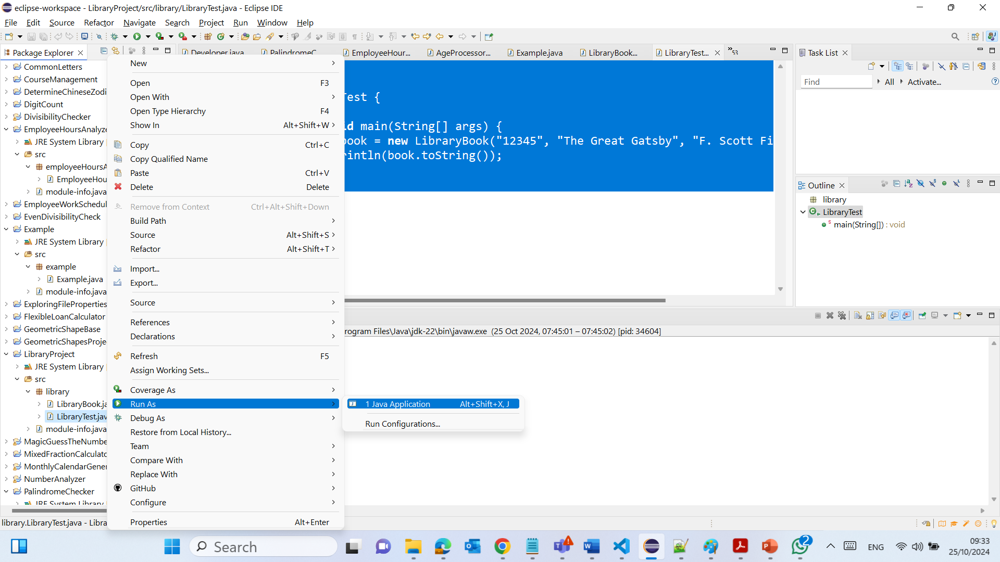 eclipse-workspace - LibraryProject/src/library/LibraryTest.java - Eclipse IDE
File Edit Source Refactor Navigate Search Project Run Window Help
Package Explorer
Developer.java
PalindromeC
EmployeeHour...
AgeProcessor...
Example.java
LibraryBook...
LibraryTest...
53
CommonLetters
CourseManagement
DetermineChineseZodi
DigitCount
DivisibilityChecker
EmployeeHoursAnalyze
JRE System Library
src
employeeHoursA
EmployeeHou
module-info.java
EmployeeWorkSchedul
EvenDivisibilityCheck
Example
JRE System Library
src
example
Example.java
module-info.java
ExploringFileProperties
FlexibleLoanCalculator
GeometricShapeBase
GeometricShapesProje
LibraryProject
JRE System Library
src
library
LibraryBook.ja
LibraryTest.jav
module-info.java
MagicGuessTheNumbe
MixedFractionCalculato
MonthlyCalendarGener
NumberAnalyzer
PalindromeChecker
JRE System Library
New
Open F3
Open With
Open Type Hierarchy F4
Show In Alt+Shift+W
Copy Ctrl+C
Copy Qualified Name
Paste Ctrl+V
Delete Delete
Remove from Context Ctrl+Alt+Shift+Down
Build Path
Source Alt+Shift+S
Refactor Alt+Shift+T
Import...
Export...
Source
References
Declarations
Refresh F5
Assign Working Sets...
Coverage As
Run As
Debug As
Restore from Local History...
Team
Compare With
Replace With
GitHub
Configure
Properties Alt+Enter
1 Java Application Alt+Shift+X, J
Run Configurations...
Test {
id main(String[] args) {
book = new LibraryBook("12345", "The Great Gatsby", "F. Scott Fi
rintln(book.toString());
rogram Files\Java\jdk-22\bin\javaw.exe (25 Oct 2024, 07:45:01 – 07:45:02) [pid: 34604]
Task List
Find
All
Activate...
Outline
library
LibraryTest
main(String[]) : void
library.LibraryTest.java - Libra
Search
2
ENG
09:33
25/10/2024